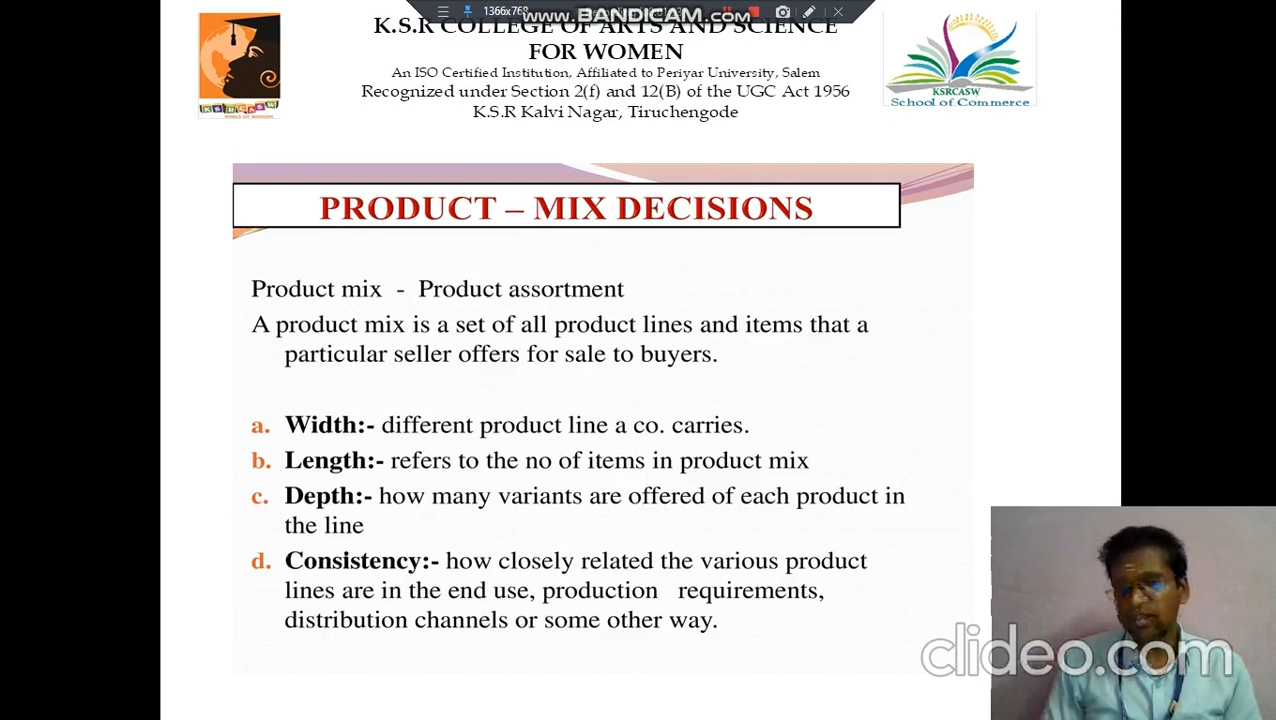 1366x768
www.BANDICAM.com
K.S.R COLLEGE OF ARTS AND SCIENCE
FOR WOMEN
An ISO Certified Institution, Affiliated to Periyar University, Salem
Recognized under Section 2(f) and 12(B) of the UGC Act 1956
K.S.R Kalvi Nagar, Tiruchengode
KSRCASW
WINGS OF WISDOM
KSRCASW
School of Commerce
PRODUCT – MIX DECISIONS
Product mix - Product assortment
A product mix is a set of all product lines and items that a
particular seller offers for sale to buyers.
a. Width:- different product line a co. carries.
b. Length:- refers to the no of items in product mix
c. Depth:- how many variants are offered of each product in
the line
d. Consistency:- how closely related the various product
lines are in the end use, production requirements,
distribution channels or some other way.
clideo.com